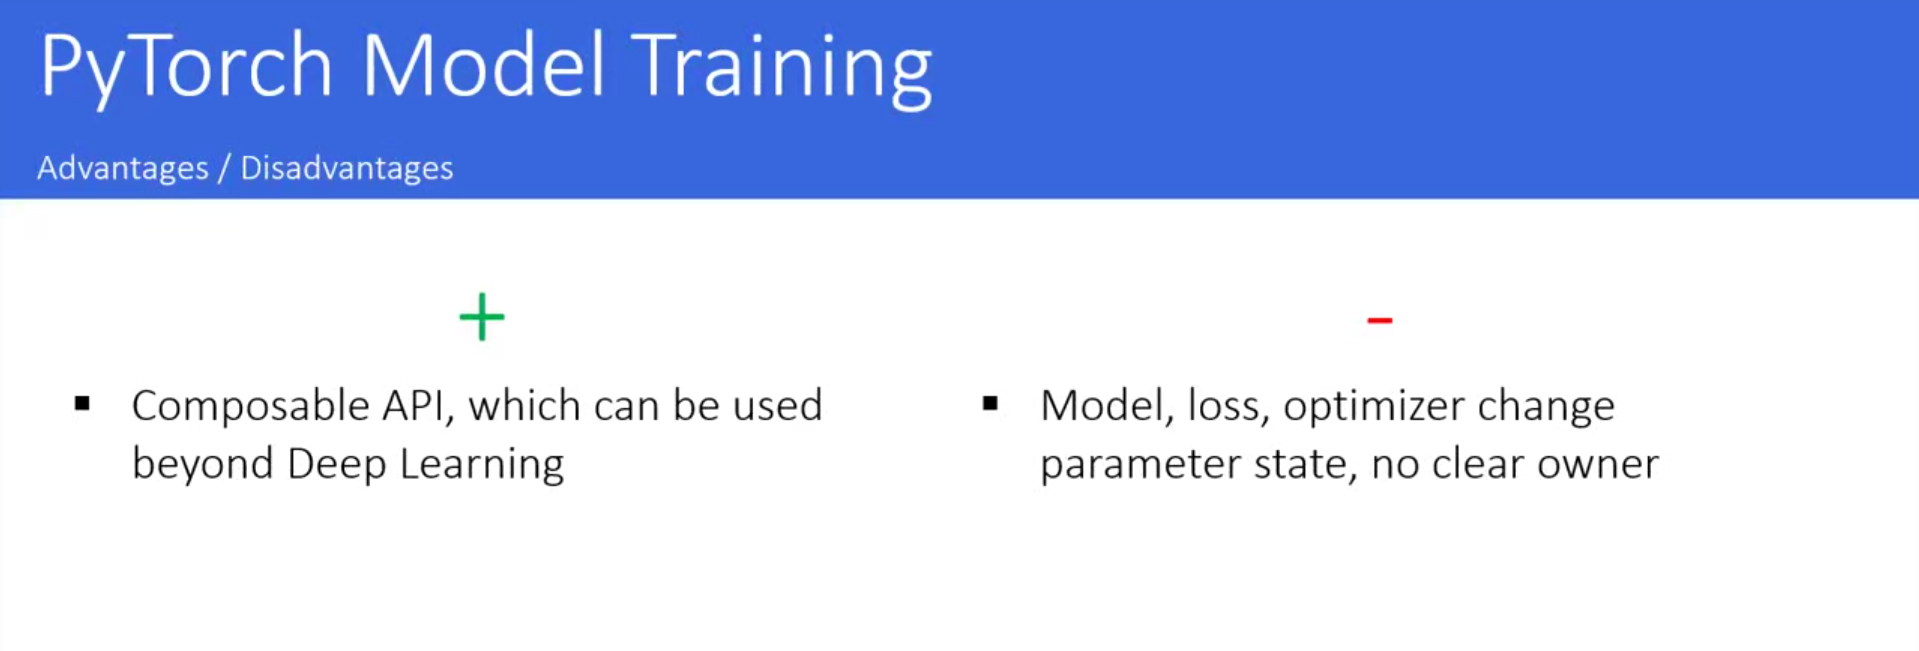 PyTorch Model Training
Advantages / Disadvantages
+
-
▪ Composable API, which can be used
beyond Deep Learning
▪ Model, loss, optimizer change
parameter state, no clear owner